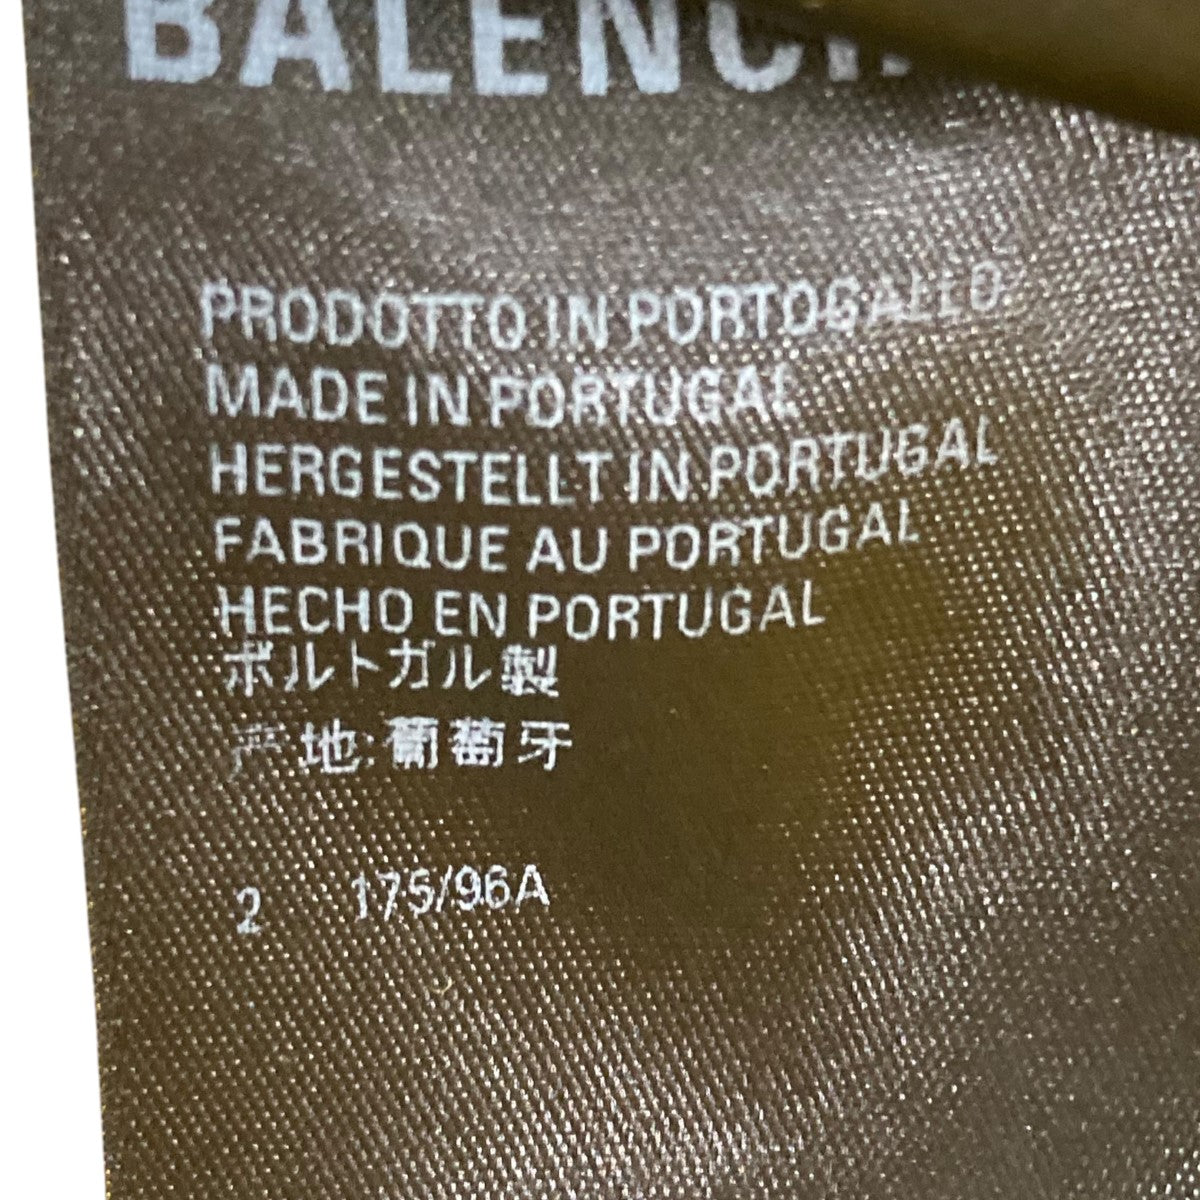 BALENCI
PRODOTTO IN PORTOGALLO
MADE IN PORTUGAL
HERGESTELLT IN PORTUGAL
FABRIQUE AU PORTUGAL
HECHO EN PORTUGAL
ポルトガル製
产地:葡萄牙
2 175/96A